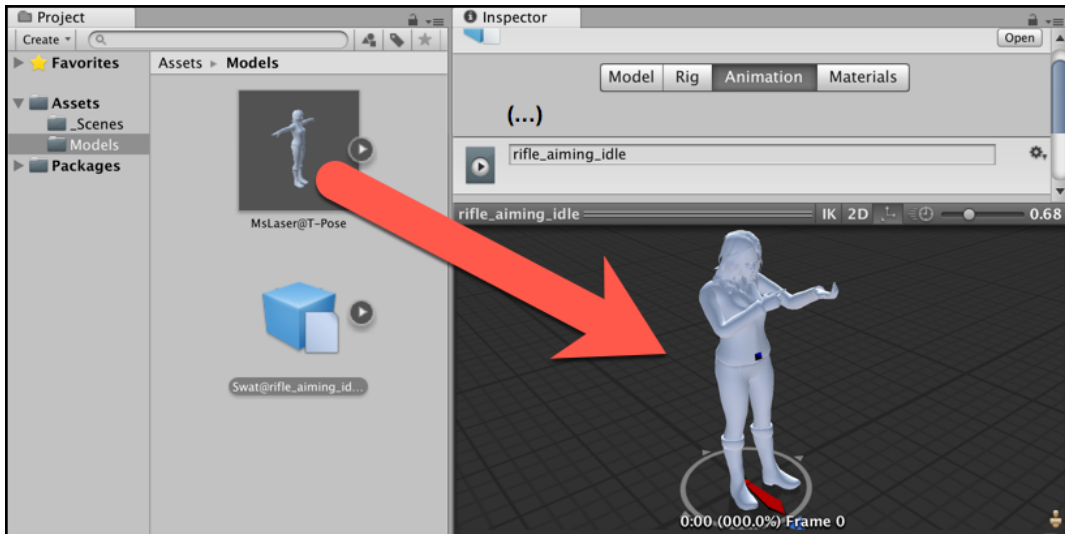 Project
Create
Favorites
Assets
_Scenes
Models
Packages
Assets ▸ Models
MsLaser@T-Pose
Swat@rifle_aiming_id...
Inspector
Open
Model Rig Animation Materials
(...)
rifle_aiming_idle
rifle_aiming_idle IK 2D 0.68
0:00 (000.0%) Frame 0